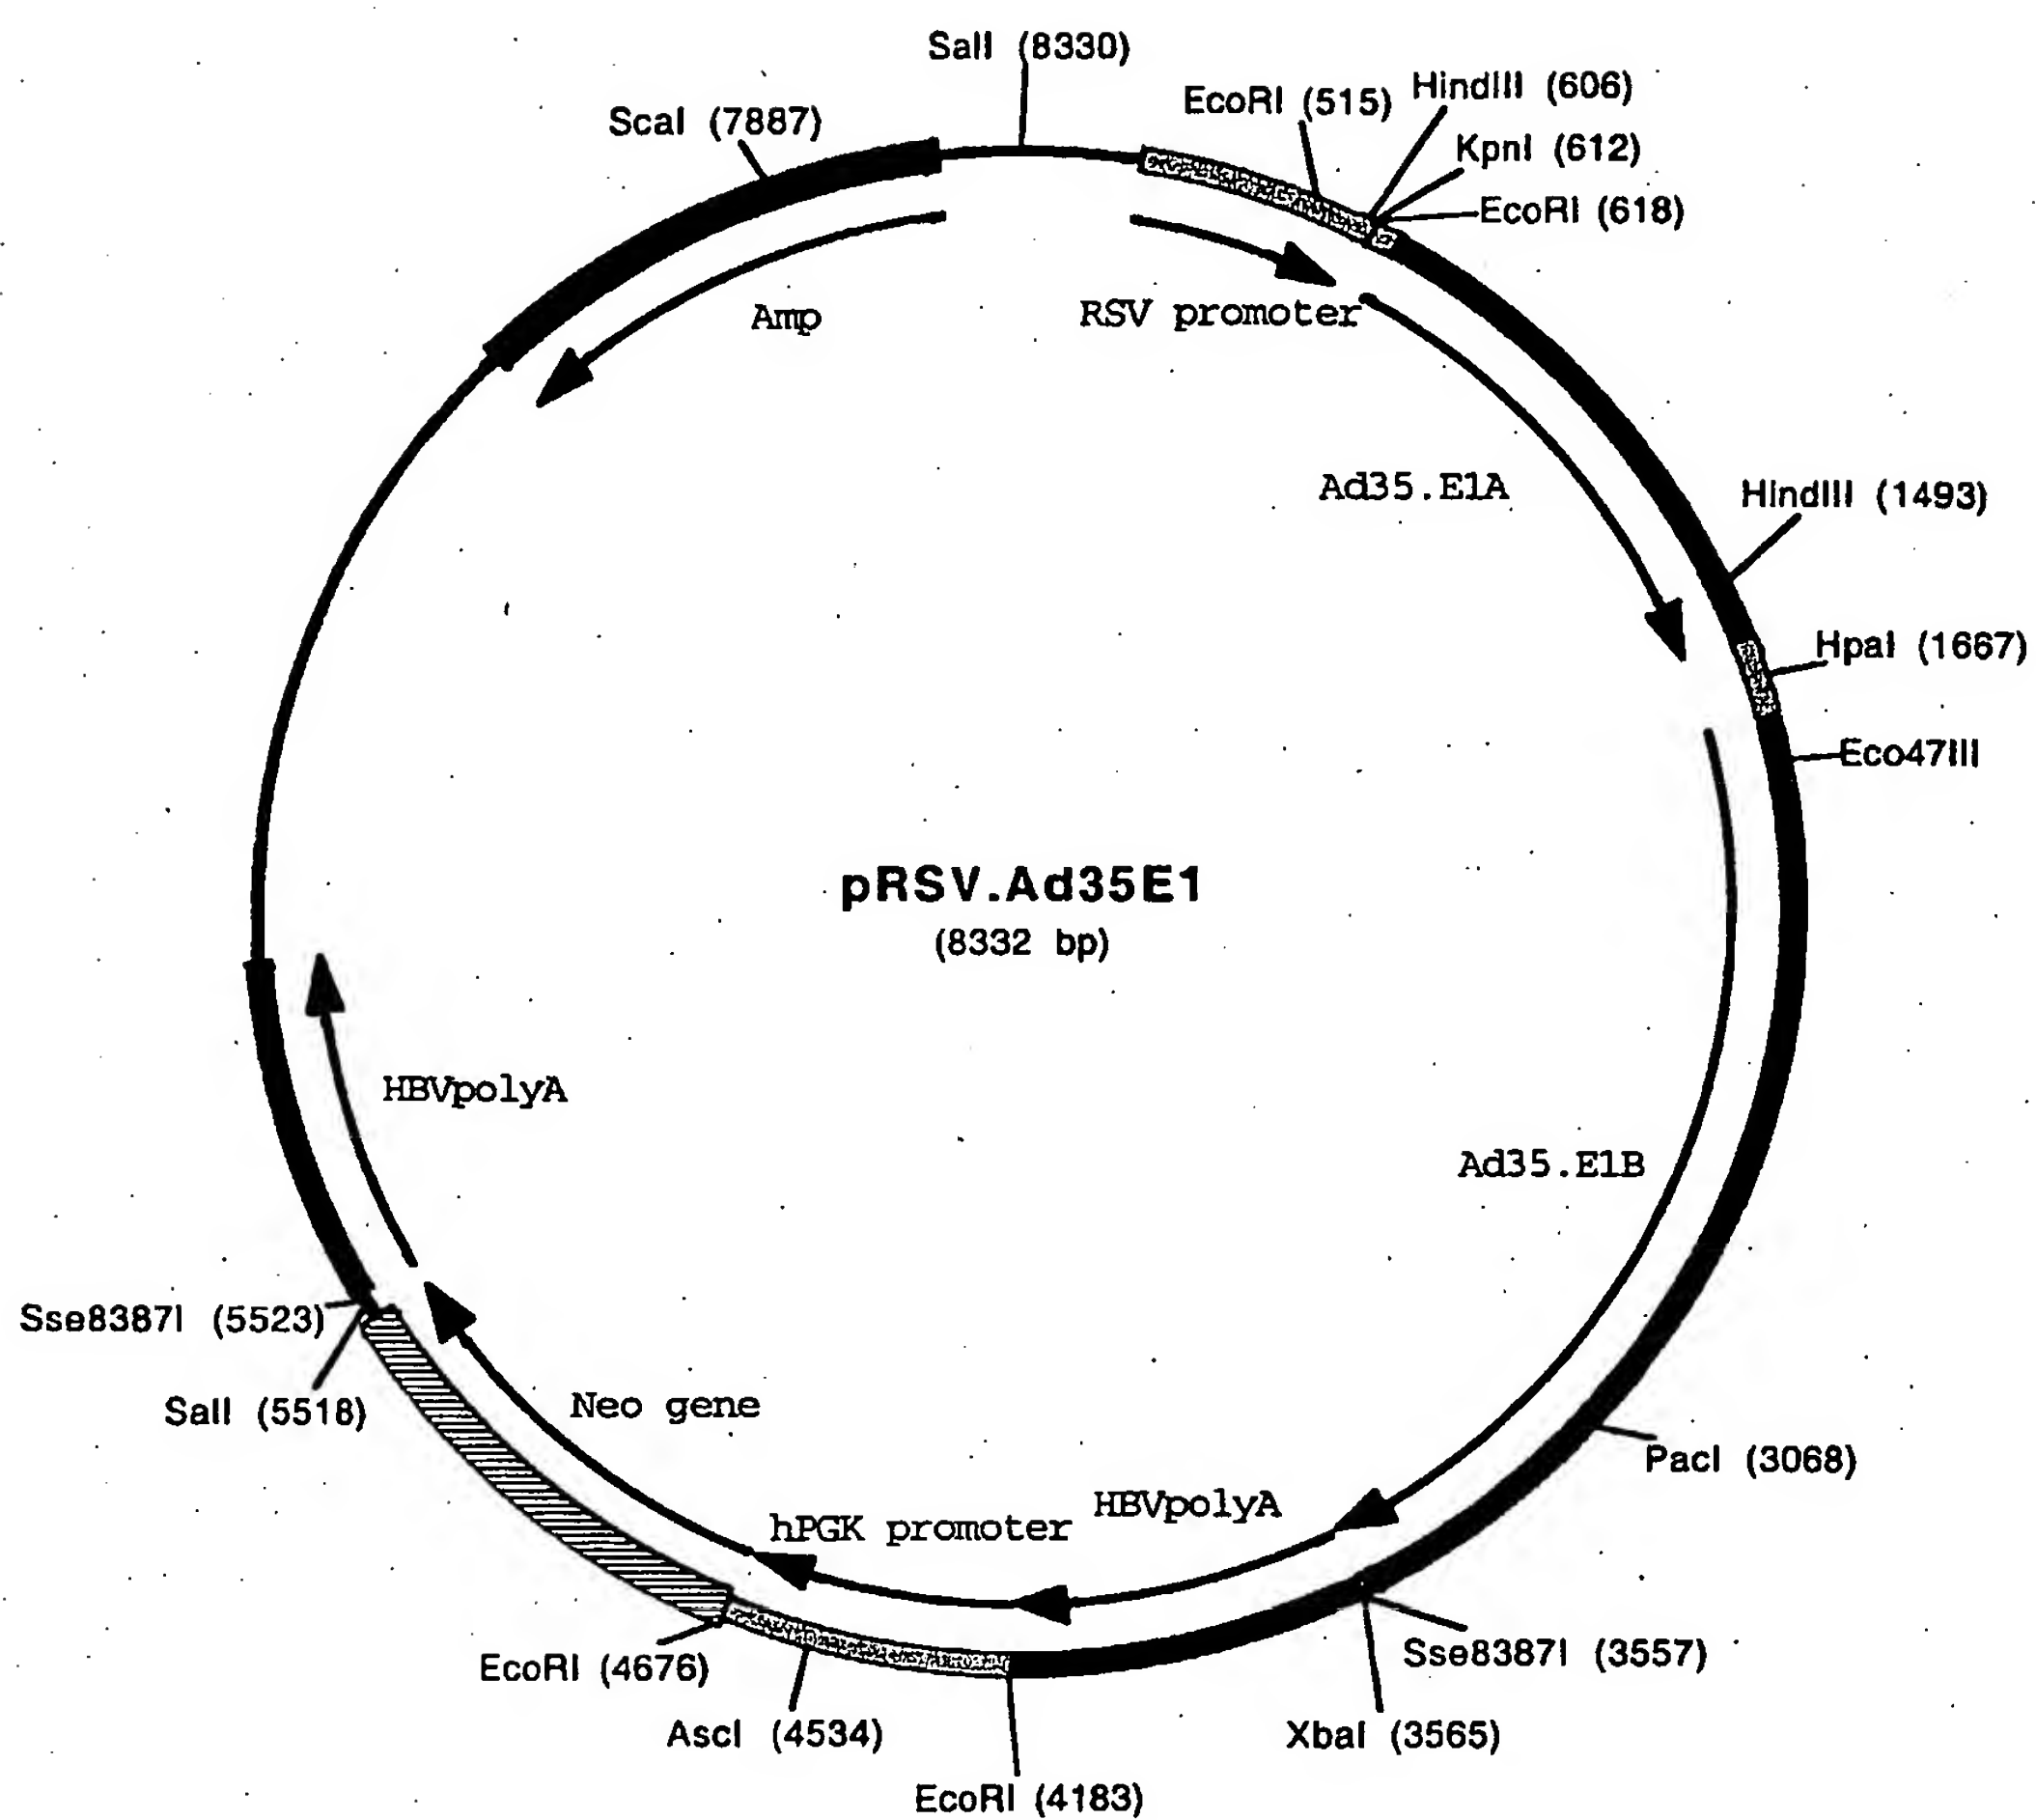 SalI (8330)
HindIII (606)
EcoRI (515)
ScaI (7887)
KpnI (612)
EcoRI (618)
Amp
RSV promoter
Ad35.E1A
HindIII (1493)
HpaI (1667)
Eco47III
pRSV.Ad35E1
(8332 bp)
HBVpolyA
Ad35.E1B
Sse8387I (5523)
SalI (5518)
Neo gene
PacI (3068)
HBVpolyA
hPGK promoter
Sse8387I (3557)
EcoRI (4676)
AscI (4534)
XbaI (3565)
EcoRI (4183)